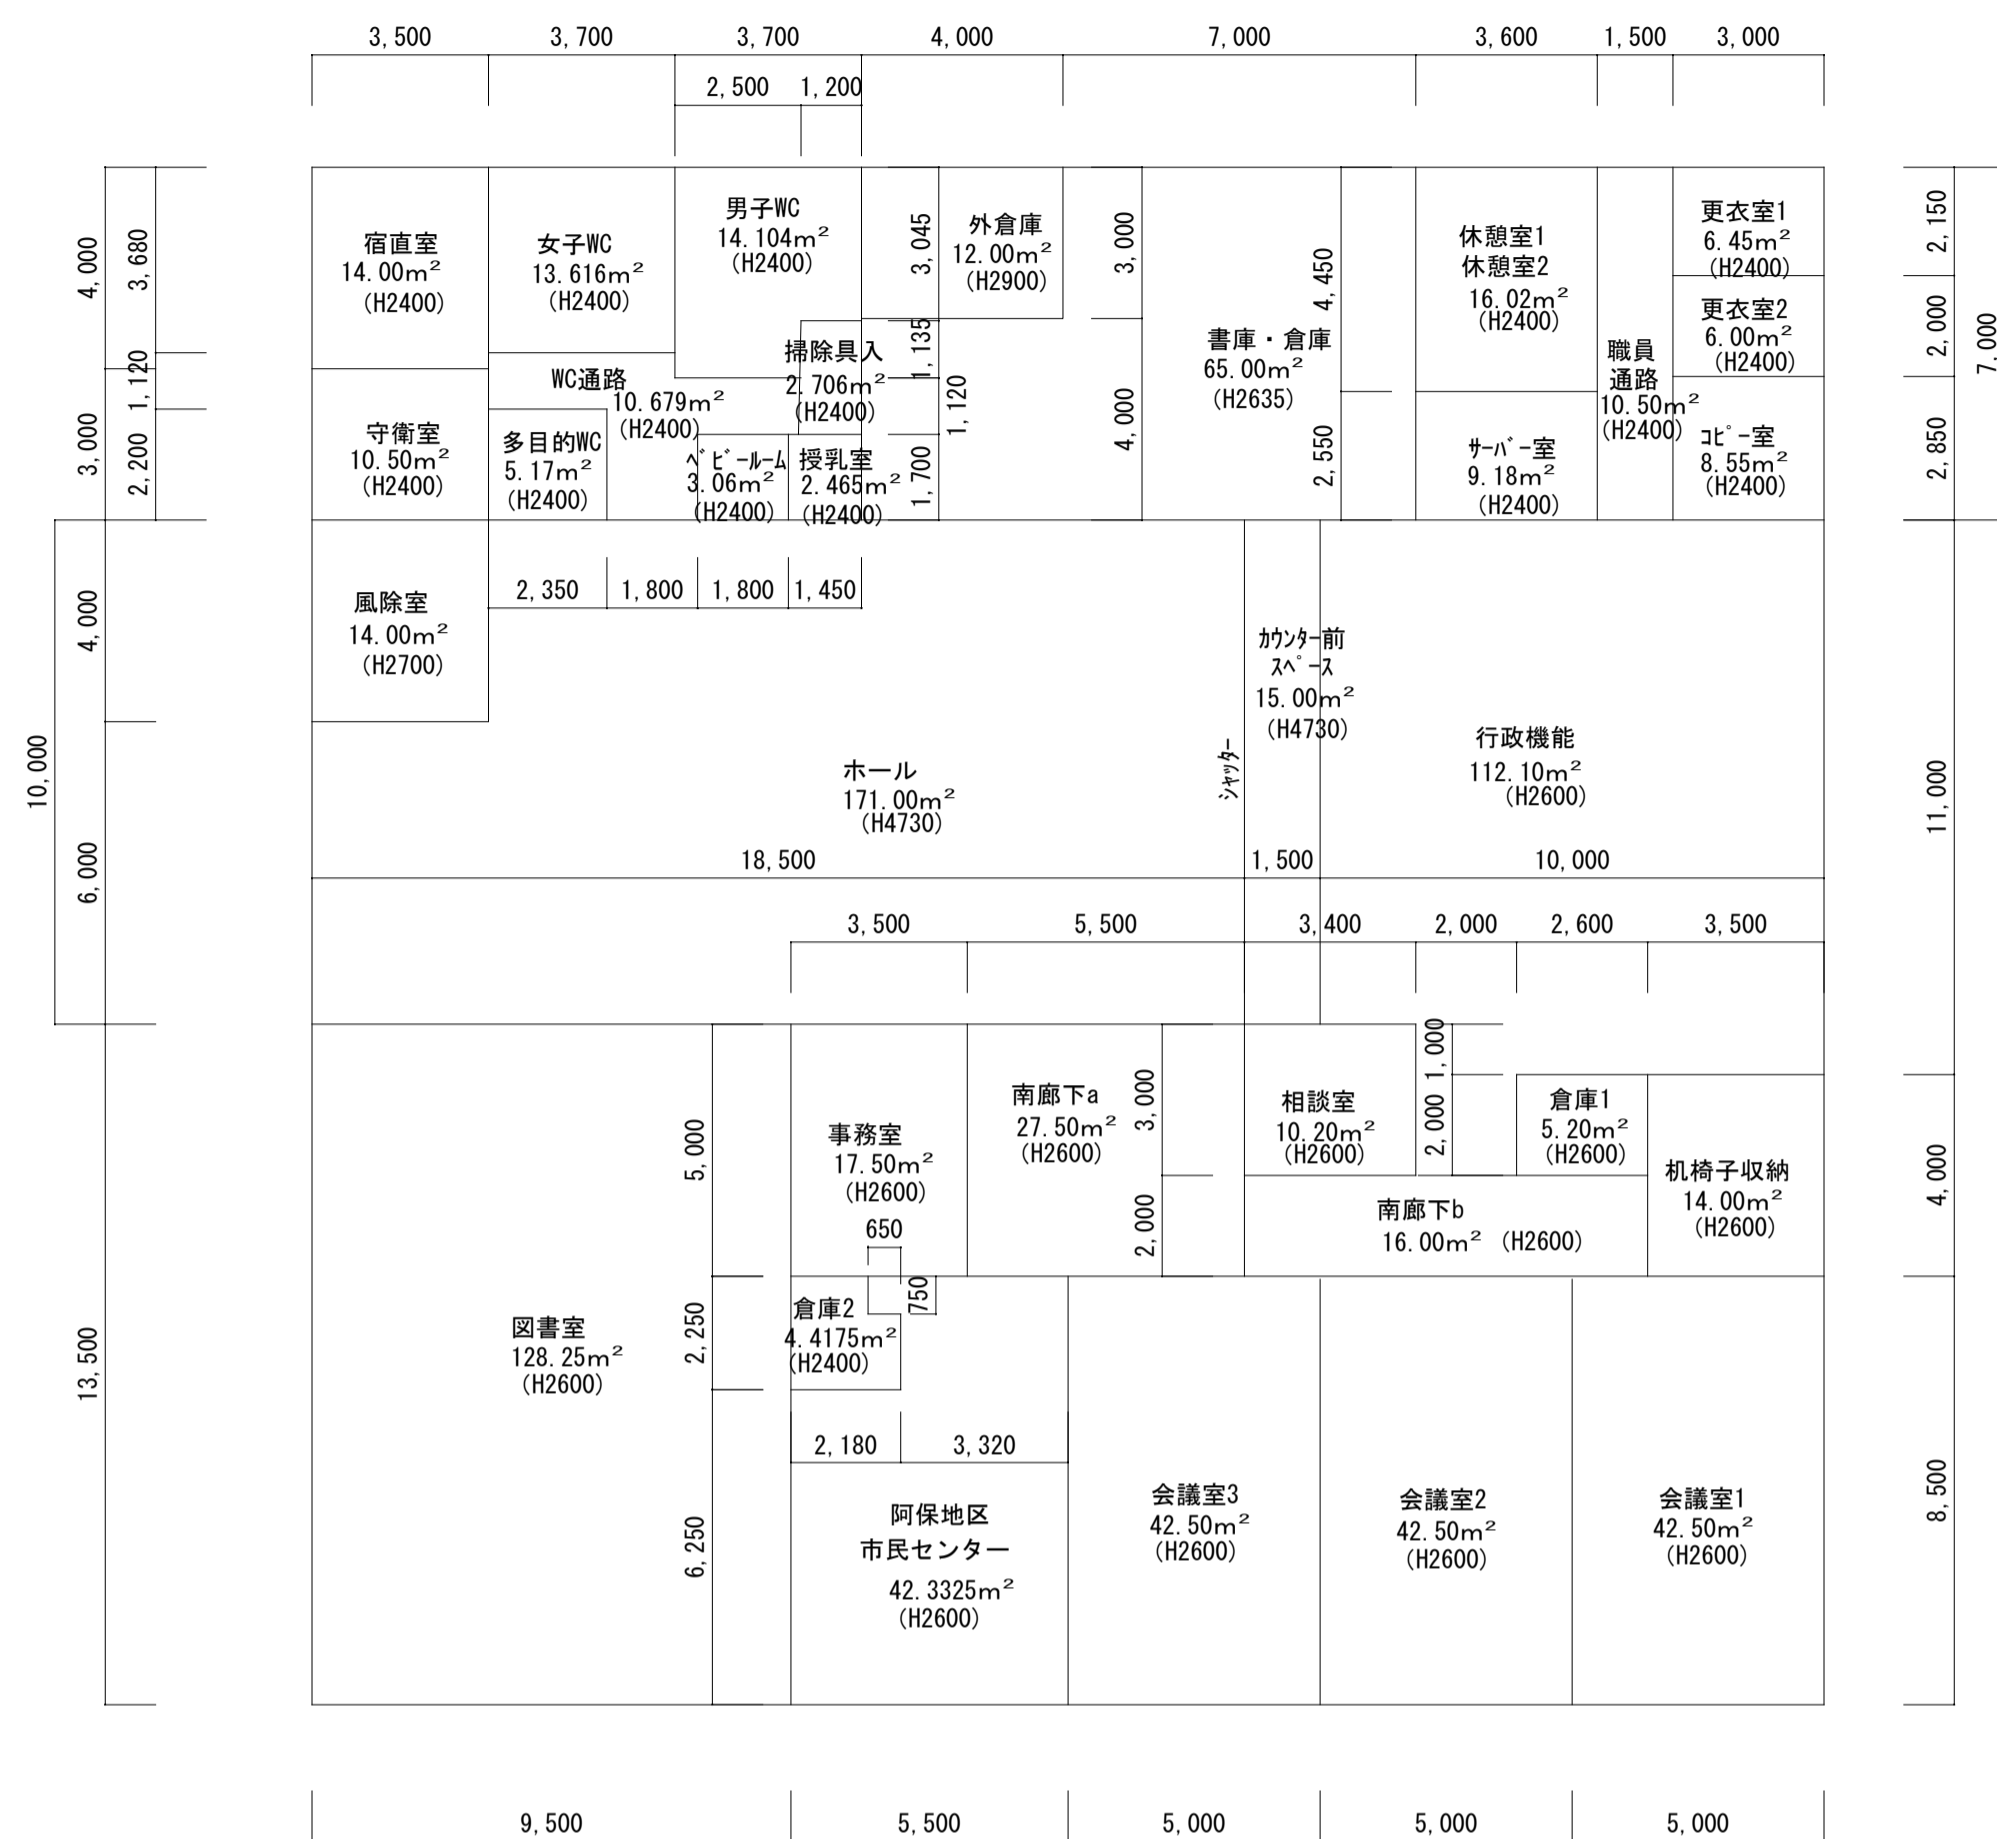 3,500
3,700
3,700
4,000
7,000
3,600
1,500
3,000
2,500
1,200
4,000
3,680
1,120
3,000
2,200
宿直室
14.00m²
(H2400)
女子WC
13.616m²
(H2400)
男子WC
14.104m²
(H2400)
3,045
1,135
1,120
1,700
外倉庫
12.00m²
(H2900)
3,000
4,000
書庫・倉庫
65.00m²
(H2635)
4,450
2,550
休憩室1
休憩室2
16.02m²
(H2400)
職員
通路
10.50m²
(H2400)
更衣室1
6.45m²
(H2400)
更衣室2
6.00m²
(H2400)
2,150
2,000
2,850
7.000
守衛室
10.50m²
(H2400)
WC通路
10.679m²
(H2400)
多目的WC
5.17m²
(H2400)
掃除具入
2.706m²
(H2400)
ﾍﾞﾋﾞｰﾙｰﾑ
3.06m²
(H2400)
授乳室
2.465m²
(H2400)
ｻｰﾊﾞｰ室
9.18m²
(H2400)
ｺﾋﾟｰ室
8.55m²
(H2400)
2,350
1,800
1,800
1,450
4,000
10,000
6,000
風除室
14.00m²
(H2700)
ｶｳﾝﾀｰ前
ｽﾍﾟｰｽ
15.00m²
(H4730)
ｼｬｯﾀｰ
行政機能
112.10m²
(H2600)
ホール
171.00m²
(H4730)
11,000
18,500
1,500
10,000
3,500
5,500
3,400
2,000
2,600
3,500
13,500
5,000
2,250
6,250
事務室
17.50m²
(H2600)
650
750
南廊下a
27.50m²
(H2600)
3,000
2,000
相談室
10.20m²
(H2600)
1,000
2,000
倉庫1
5.20m²
(H2600)
机椅子収納
14.00m²
(H2600)
4,000
南廊下b
16.00m² (H2600)
図書室
128.25m²
(H2600)
倉庫2
4.4175m²
(H2400)
2,180
3,320
阿保地区
市民センター
42.3325m²
(H2600)
会議室3
42.50m²
(H2600)
会議室2
42.50m²
(H2600)
会議室1
42.50m²
(H2600)
8,500
9,500
5,500
5,000
5,000
5,000